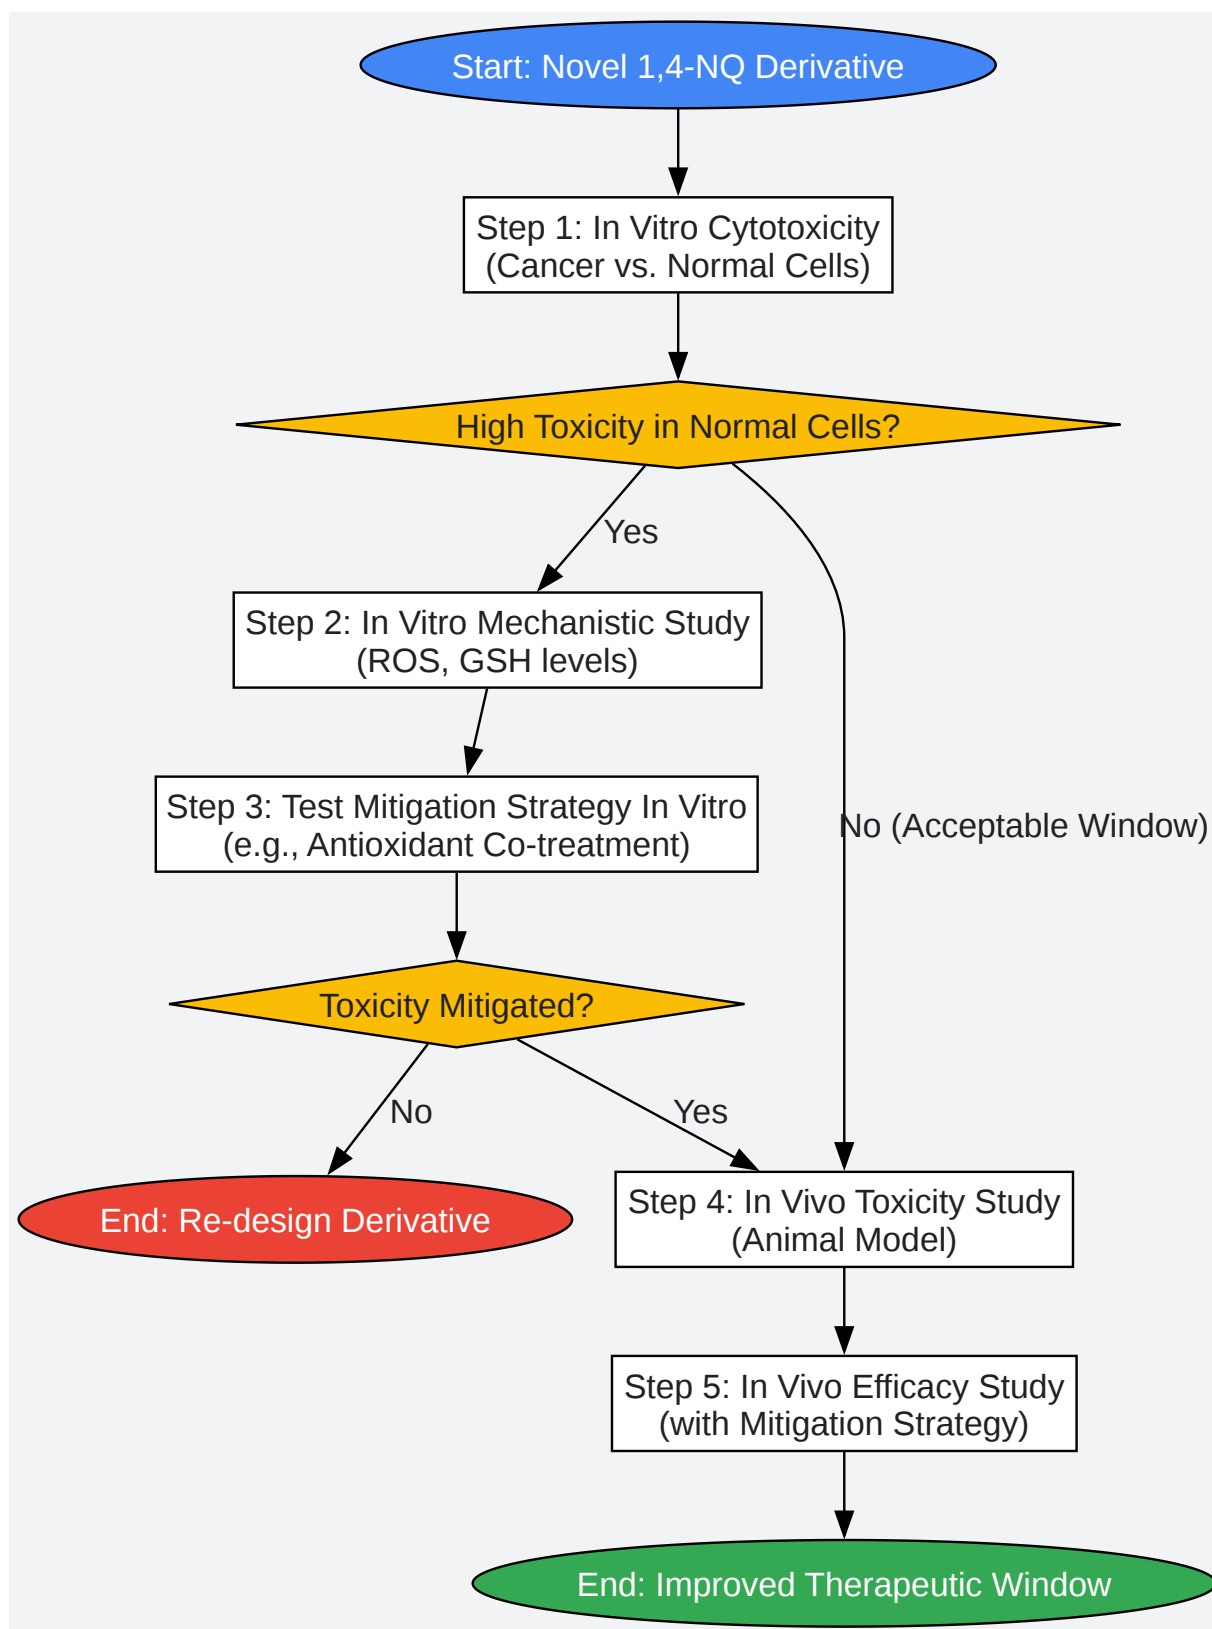 Start: Novel 1,4-NQ Derivative
Step 1: In Vitro Cytotoxicity
(Cancer vs. Normal Cells)
High Toxicity in Normal Cells?
Yes
Step 2: In Vitro Mechanistic Study
(ROS, GSH levels)
Step 3: Test Mitigation Strategy In Vitro
(e.g., Antioxidant Co-treatment)
No (Acceptable Window)
Toxicity Mitigated?
No
Yes
End: Re-design Derivative
Step 4: In Vivo Toxicity Study
(Animal Model)
Step 5: In Vivo Efficacy Study
(with Mitigation Strategy)
End: Improved Therapeutic Window